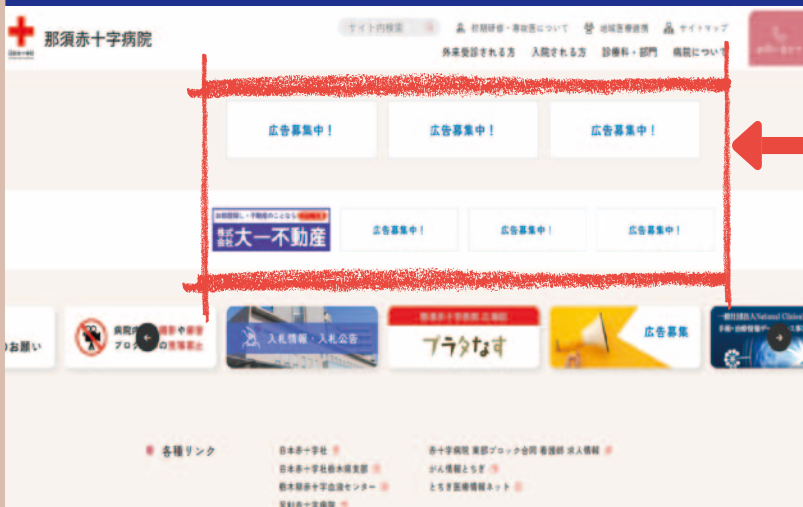 那須赤十字病院
サイト内検索
初期研修・専攻医について 地域医療連携 サイトマップ
外来受診される方 入院される方 診療科・部門 病院について
広告募集中！ 広告募集中！ 広告募集中！
株式会社 大一不動産
広告募集中！ 広告募集中！ 広告募集中！
のお願い
入札情報・入札公告
プラタナす
広告募集
各種リンク
日本赤十字社
赤十字病院 東部ブロック合同 看護師 求人情報
日本赤十字社栃木県支部
がん情報とちぎ
栃木県赤十字血液センター
とちぎ医療情報ネット
足利赤十字病院